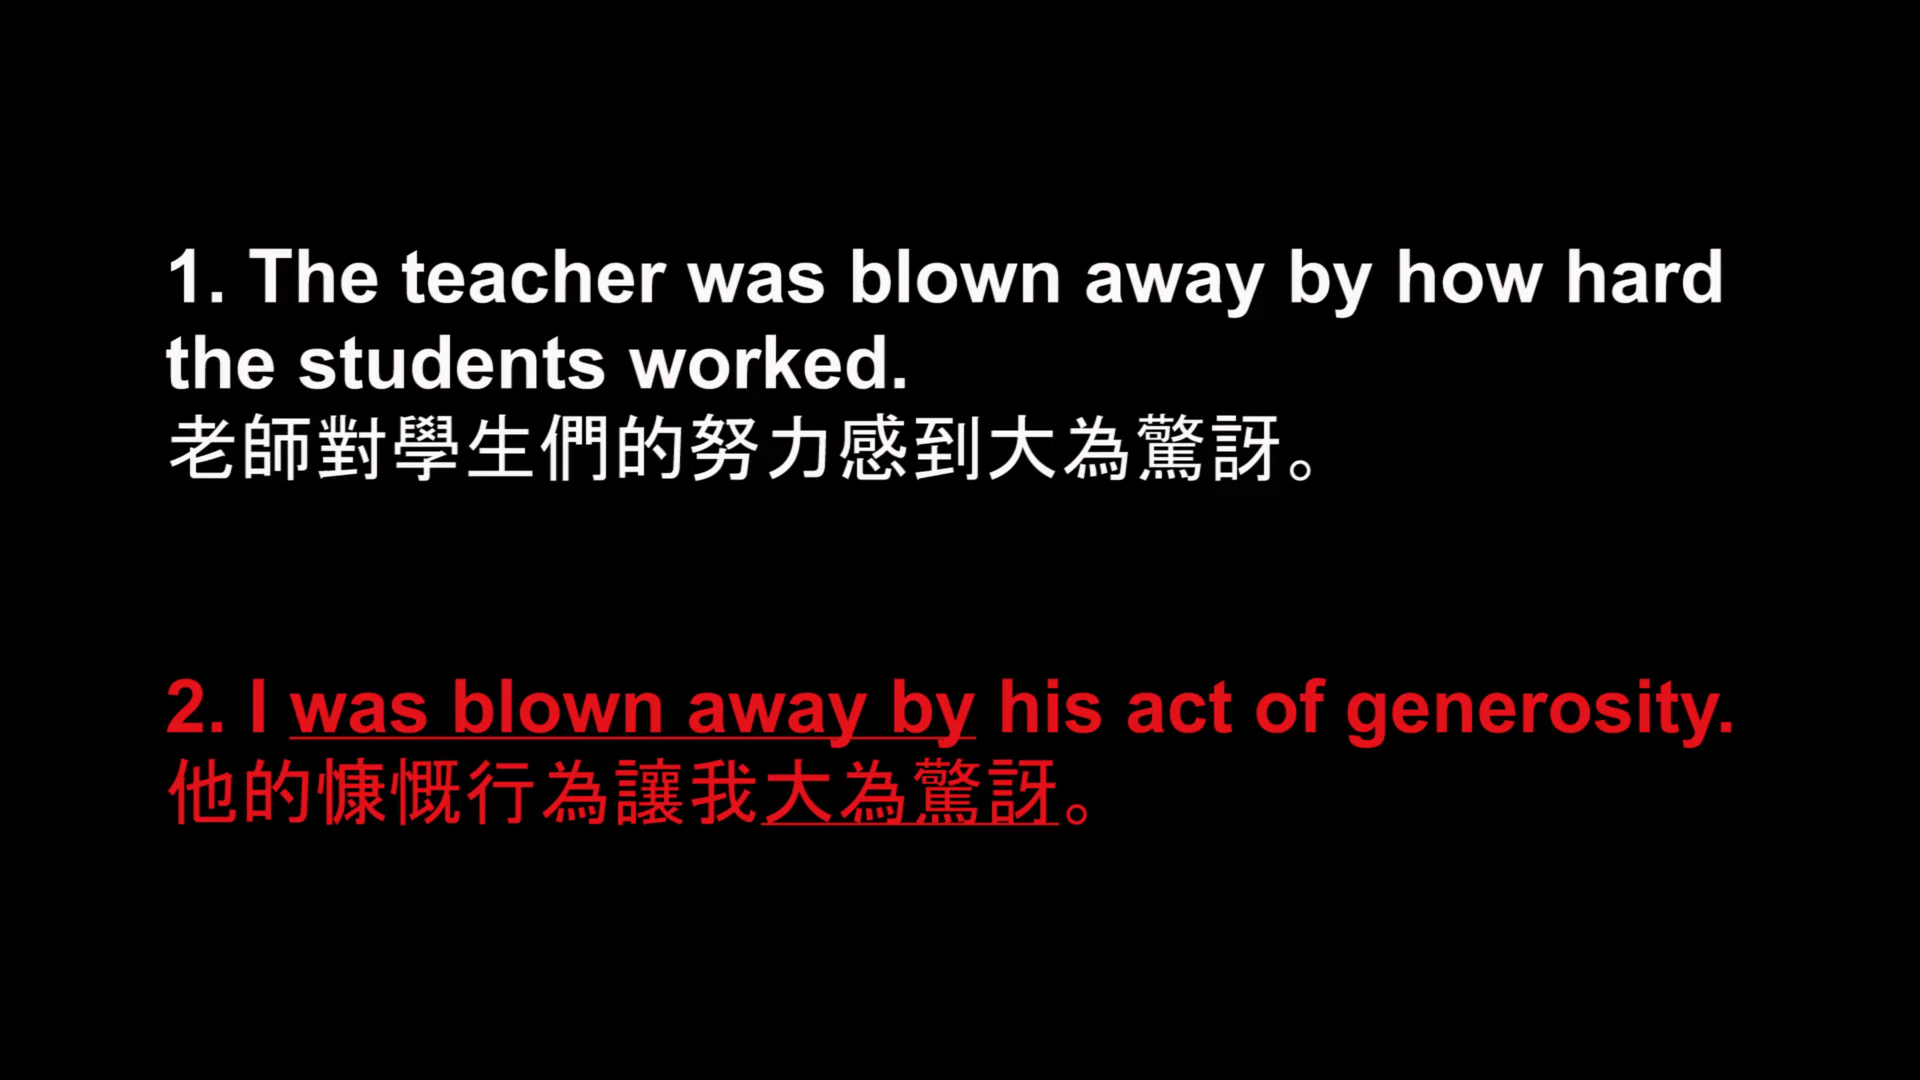 1. The teacher was blown away by how hard
the students worked.
老師對學生們的努力感到大為驚訝。
2. I was blown away by his act of generosity.
他的慷慨行為讓我大為驚訝。